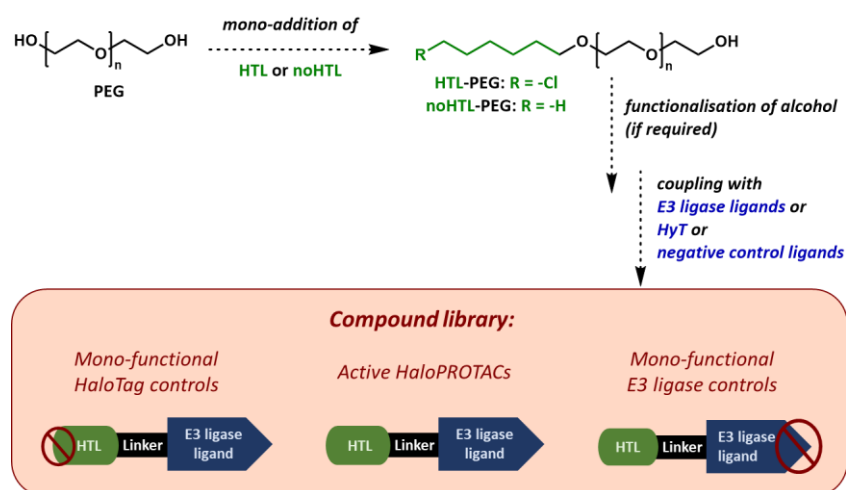 HO
O
OH
n
PEG
mono-addition of
HTL or noHTL
R
O
O
OH
n
HTL-PEG: R = -Cl
noHTL-PEG: R = -H
functionalisation of alcohol
(if required)
coupling with
E3 ligase ligands or
HyT or
negative control ligands
Compound library:
Mono-functional
HaloTag controls
Active HaloPROTACs
Mono-functional
E3 ligase controls
HTL
Linker
E3 ligase
ligand
HTL
Linker
E3 ligase
ligand
HTL
Linker
E3 ligase
ligand